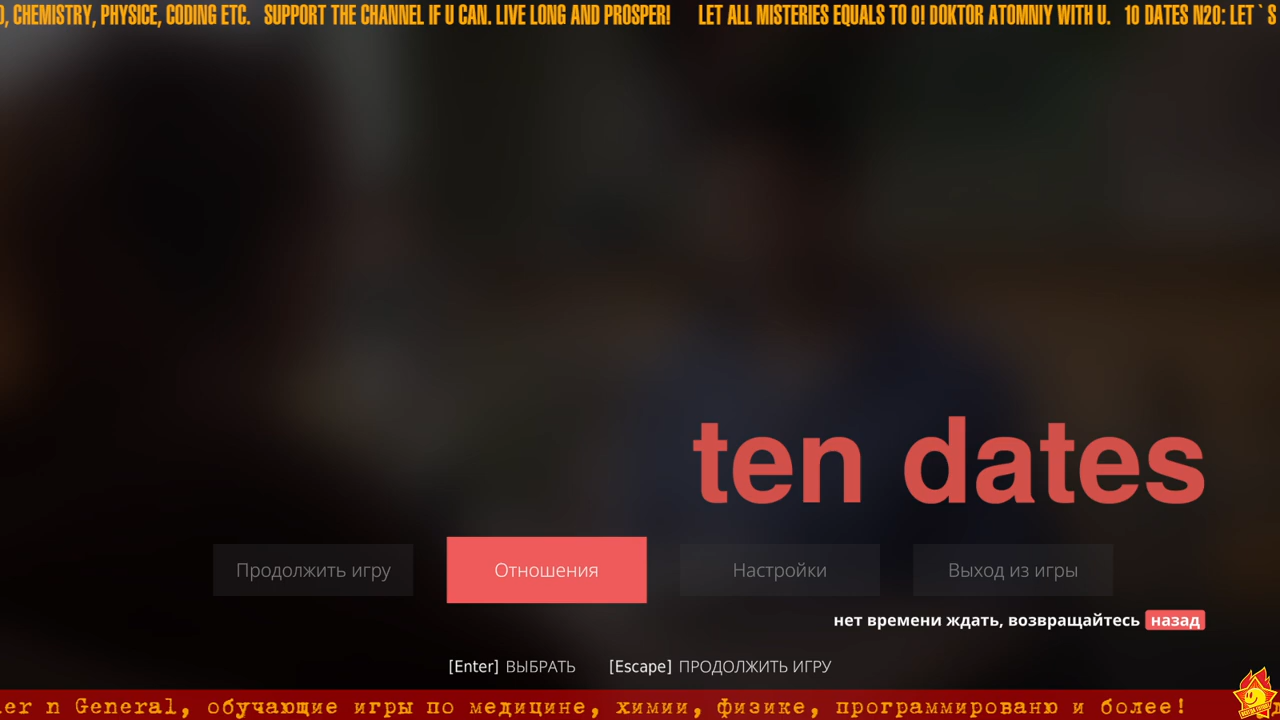 , CHEMISTRY, PHYSICE, CODING ETC. SUPPORT THE CHANNEL IF U CAN. LIVE LONG AND PROSPER! LET ALL MISTERIES EQUALS TO 0! DOKTOR ATOMNIY WITH U. 10 DATES N20: LET`S
ten dates
Продолжить игру Отношения Настройки Выход из игры
нет времени ждать, возвращайтесь назад
[Enter] ВЫБРАТЬ [Escape] ПРОДОЛЖИТЬ ИГРУ
er n General, обучающие игры по медицине, химии, физике, программированю и более!